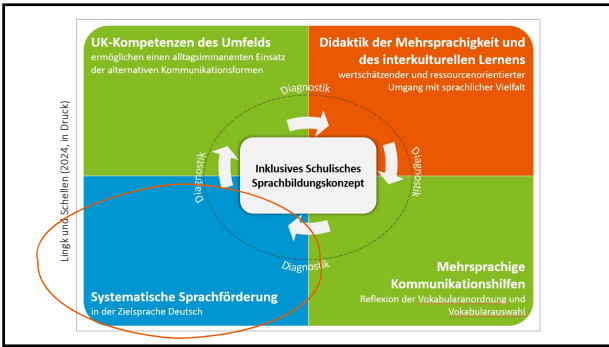 UK-Kompetenzen des Umfelds
ermöglichen einen alltagsimmanenten Einsatz
der alternativen Kommunikationsformen
Didaktik der Mehrsprachigkeit und
des interkulturellen Lernens
wertschätzender und ressourcenorientierter
Umgang mit sprachlicher Vielfalt
Diagnostik
Diagnostik
Diagnostik
Inklusives Schulisches
Sprachbildungskonzept
Lingk und Schellen (2024, in Druck)
Diagnostik
Systematische Sprachförderung
in der Zielsprache Deutsch
Mehrsprachige
Kommunikationshilfen
Reflexion der Vokabularanordnung und
Vokabularauswahl